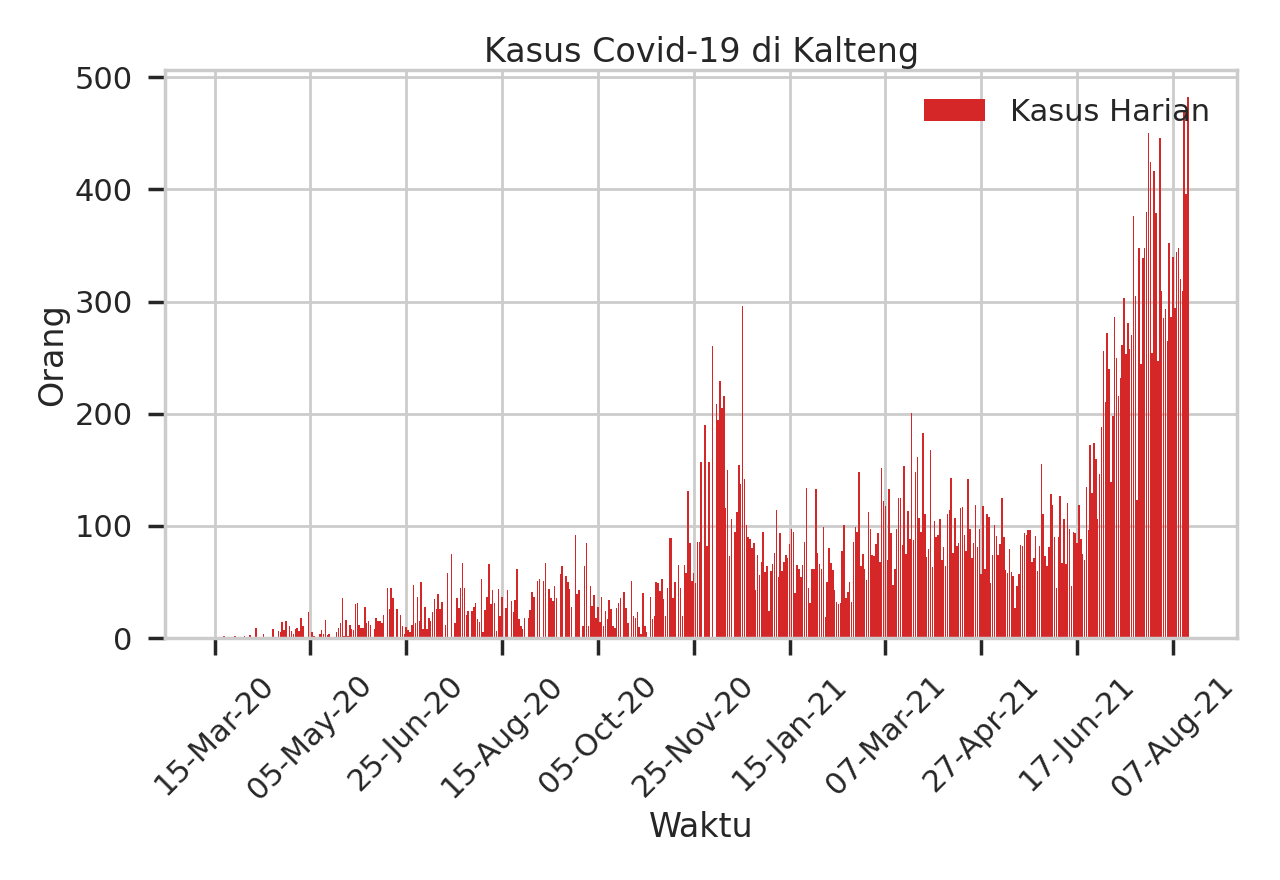 Kasus Covid-19 di Kalteng
Kasus Harian
500
400
300
200
100
0
Orang
15-Mar-20
05-May-20
25-Jun-20
15-Aug-20
05-Oct-20
25-Nov-20
15-Jan-21
07-Mar-21
27-Apr-21
17-Jun-21
07-Aug-21
Waktu